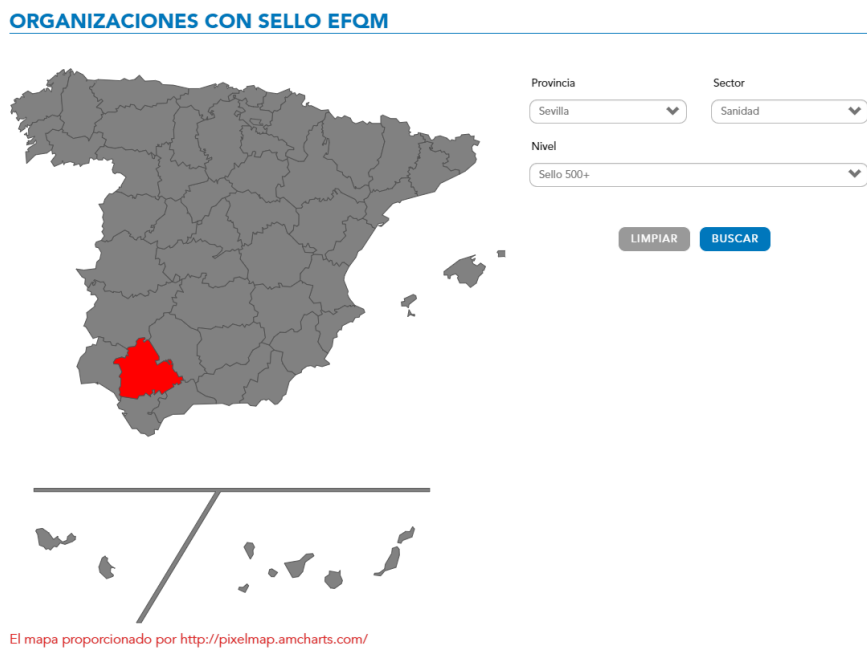 ORGANIZACIONES CON SELLO EFQM
Provincia Sector
Sevilla Sanidad
Nivel
Sello 500+
LIMPIAR BUSCAR
El mapa proporcionado por http://pixelmap.amcharts.com/